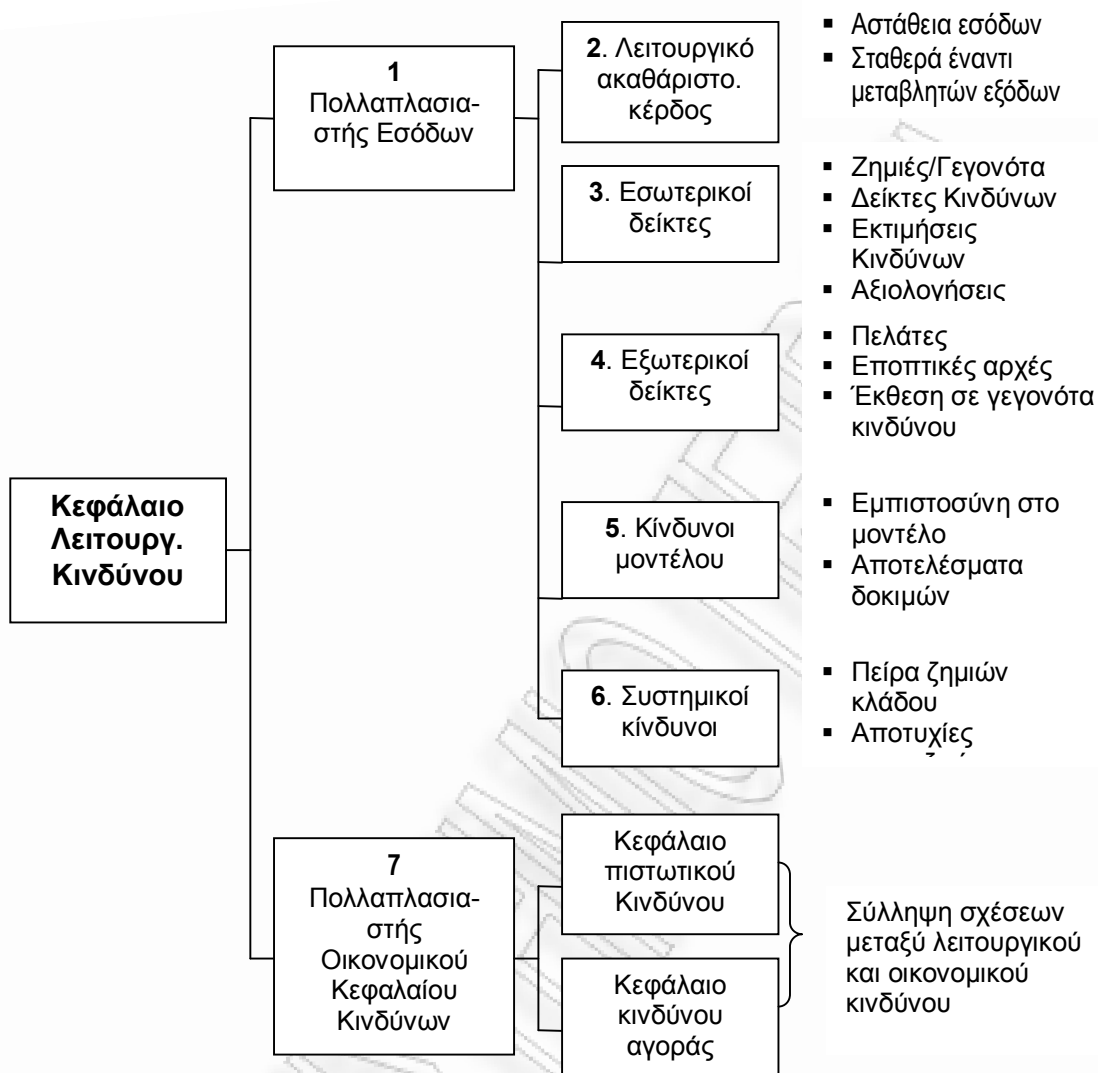 Κεφάλαιο
Λειτουργ.
Κινδύνου
1
Πολλαπλασια-
στής Εσόδων
2. Λειτουργικό
ακαθάριστο.
κέρδος
▪ Αστάθεια εσόδων
▪ Σταθερά έναντι
μεταβλητών εξόδων
3. Εσωτερικοί
δείκτες
▪ Ζημιές/Γεγονότα
▪ Δείκτες Κινδύνων
▪ Εκτιμήσεις
Κινδύνων
▪ Αξιολογήσεις
4. Εξωτερικοί
δείκτες
▪ Πελάτες
▪ Εποπτικές αρχές
▪ Έκθεση σε γεγονότα
κινδύνου
5. Κίνδυνοι
μοντέλου
▪ Εμπιστοσύνη στο
μοντέλο
▪ Αποτελέσματα
δοκιμών
6. Συστημικοί
κίνδυνοι
▪ Πείρα ζημιών
κλάδου
▪ Αποτυχίες
7
Πολλαπλασια-
στής
Οικονομικού
Κεφαλαίου
Κινδύνων
Κεφάλαιο
πιστωτικού
Κινδύνου
Κεφάλαιο
κινδύνου
αγοράς
Σύλληψη σχέσεων
μεταξύ λειτουργικού
και οικονομικού
κινδύνου